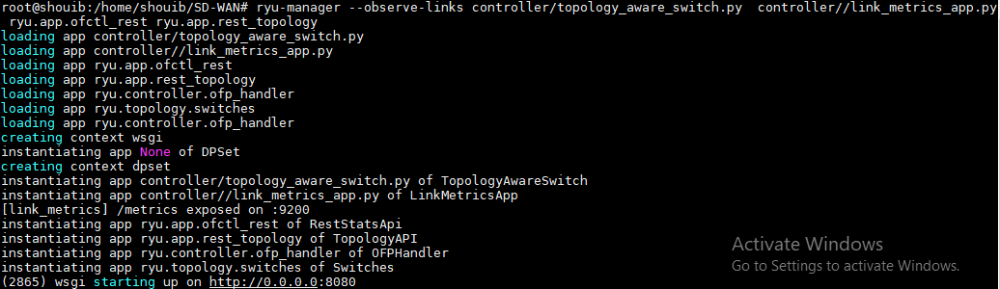 root@shouib:/home/shouib/SD-WAN# ryu-manager --observe-links controller/topology_aware_switch.py  controller//link_metrics_app.py
 ryu.app.ofctl_rest ryu.app.rest_topology
loading app controller/topology_aware_switch.py
loading app controller//link_metrics_app.py
loading app ryu.app.ofctl_rest
loading app ryu.app.rest_topology
loading app ryu.controller.ofp_handler
loading app ryu.topology.switches
loading app ryu.controller.ofp_handler
creating context wsgi
instantiating app None of DPSet
creating context dpset
instantiating app controller/topology_aware_switch.py of TopologyAwareSwitch
instantiating app controller//link_metrics_app.py of LinkMetricsApp
[link_metrics] /metrics exposed on :9200
instantiating app ryu.app.ofctl_rest of RestStatsApi
instantiating app ryu.app.rest_topology of TopologyAPI
instantiating app ryu.controller.ofp_handler of OFPHandler
instantiating app ryu.topology.switches of Switches
(2865) wsgi starting up on http://0.0.0.0:8080
Activate Windows
Go to Settings to activate Windows.